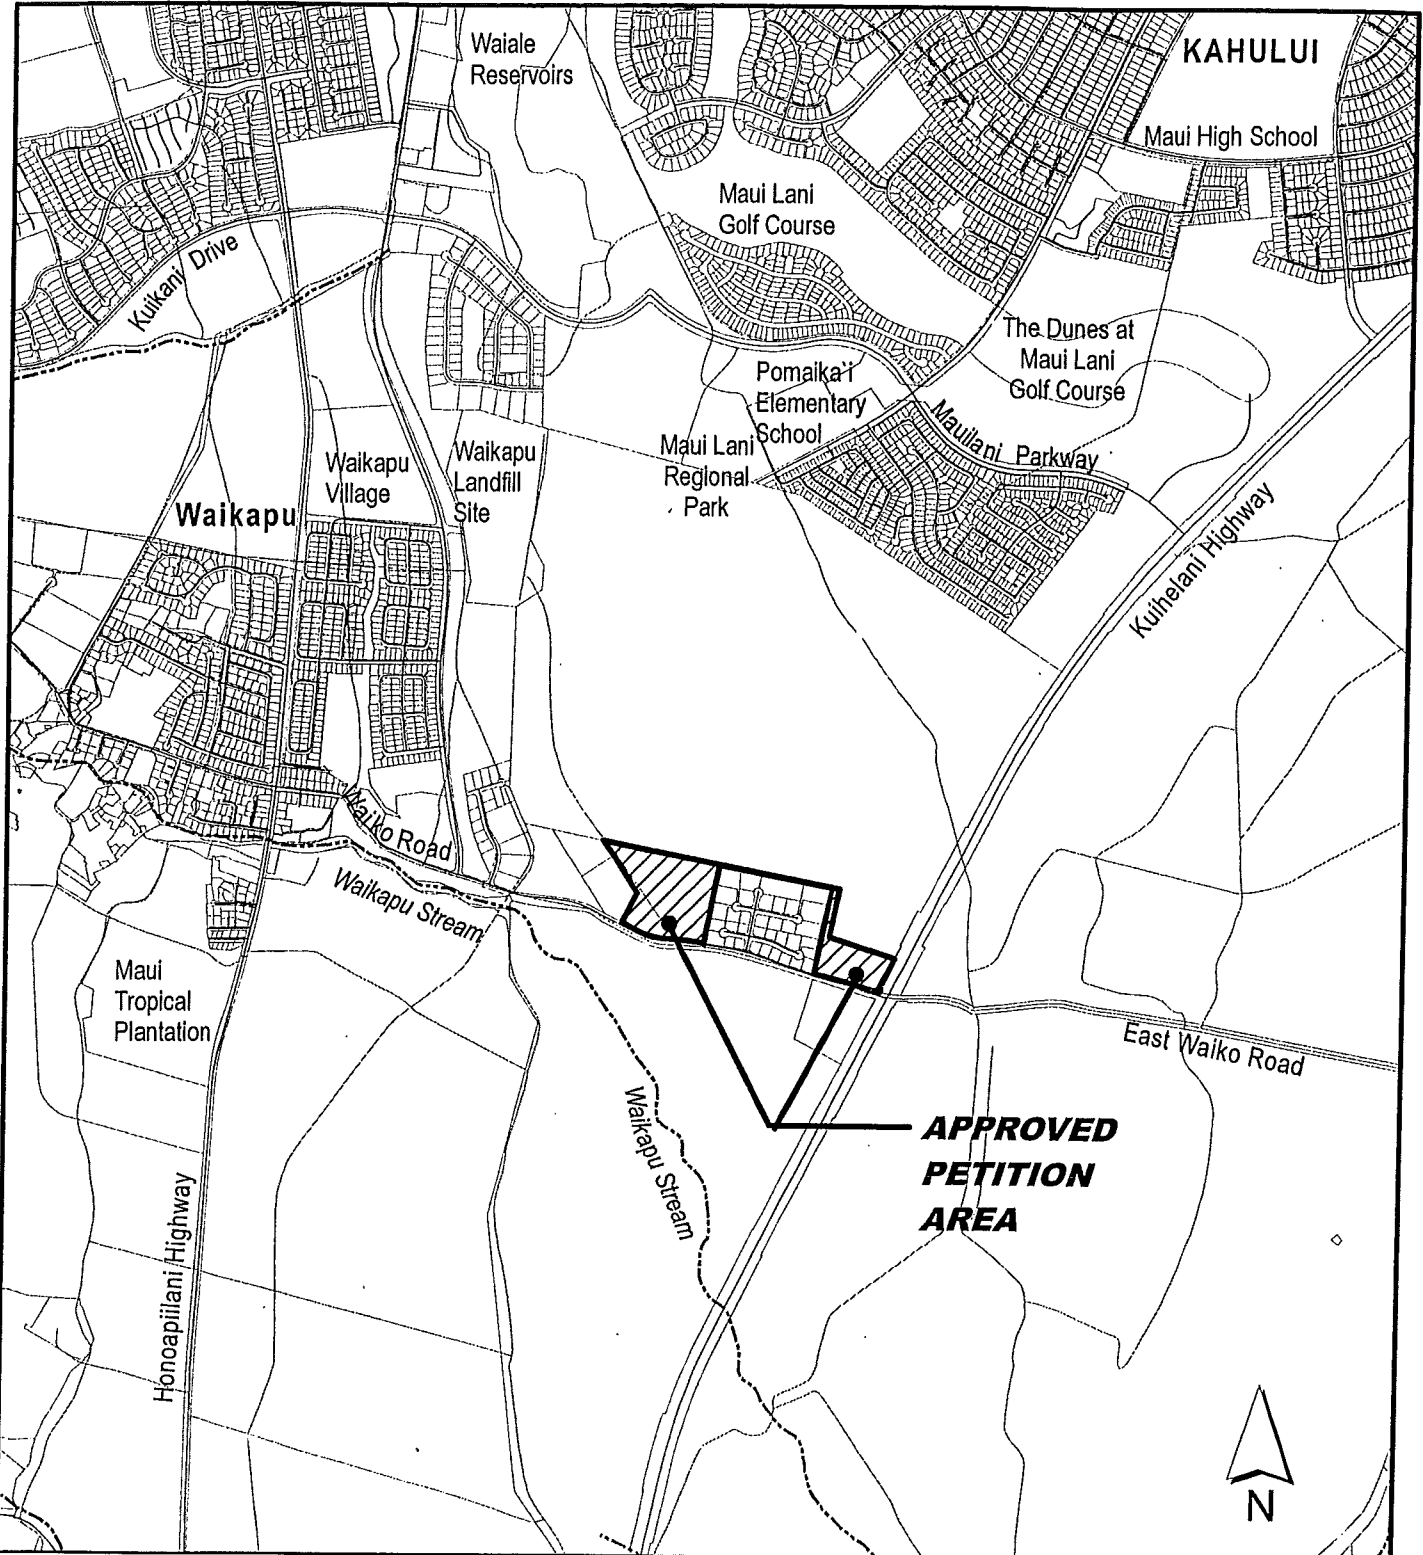 Waiale
Reservoirs
KAHULUI
Maui High School
Maui Lani
Golf Course
Kuikahi Drive
The Dunes at
Maui Lani
Golf Course
Pomaika`i
Elementary
School
Mauilani Parkway
Maui Lani
Regional
Park
Waikapu
Village
Waikapu
Landfill
Site
Waikapu
Kuihelani Highway
Waiko Road
Waikapu Stream
Maui
Tropical
Plantation
East Waiko Road
Waikapu Stream
APPROVED
PETITION
AREA
Honoapiilani Highway
N